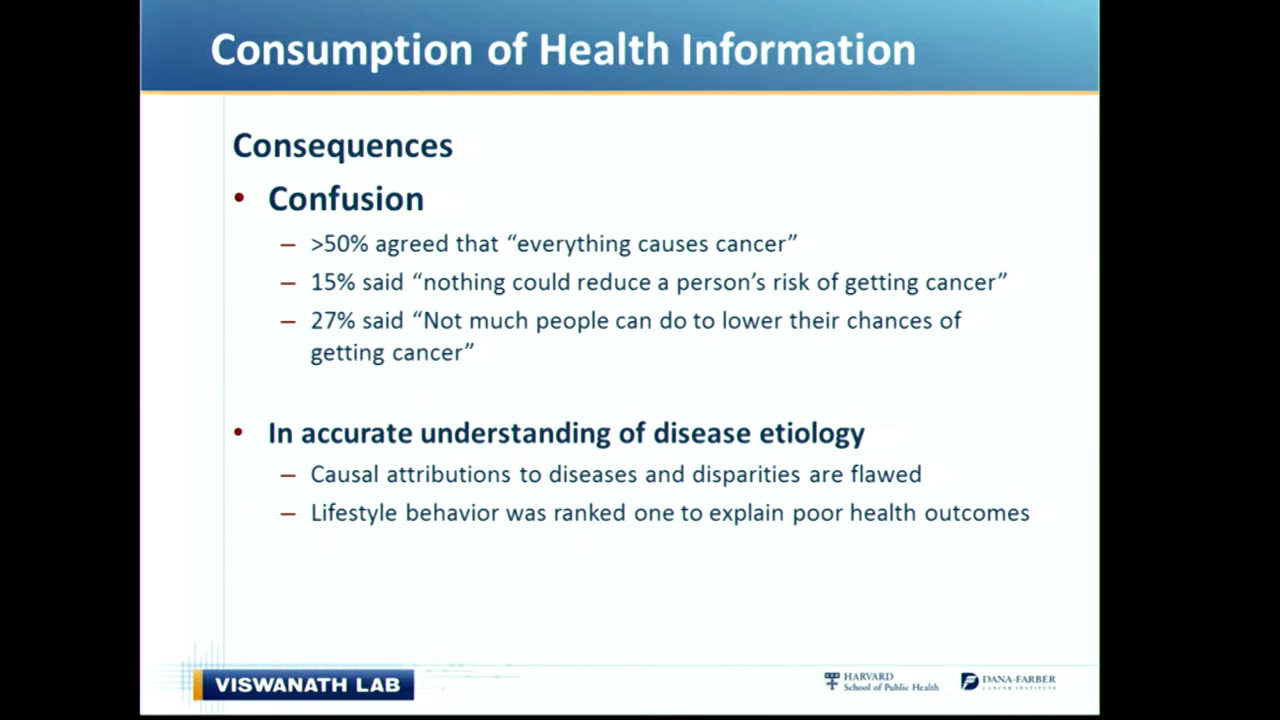 Consumption of Health Information
Consequences
• Confusion
– >50% agreed that “everything causes cancer”
– 15% said “nothing could reduce a person’s risk of getting cancer”
– 27% said “Not much people can do to lower their chances of
getting cancer”
• In accurate understanding of disease etiology
– Causal attributions to diseases and disparities are flawed
– Lifestyle behavior was ranked one to explain poor health outcomes
VISWANATH LAB
HARVARD
School of Public Health
DANA-FARBER
CANCER INSTITUTE